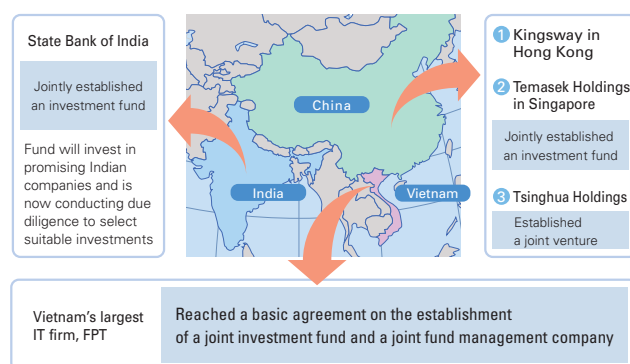 State Bank of India
Jointly established
an investment fund
Fund will invest in
promising Indian
companies and is
now conducting due
diligence to select
suitable investments
China
India
Vietnam
1 Kingsway in
Hong Kong
2 Temasek Holdings
in Singapore
Jointly established
an investment fund
3 Tsinghua Holdings
Established
a joint venture
Vietnam's largest
IT firm, FPT
Reached a basic agreement on the establishment
of a joint investment fund and a joint fund management company